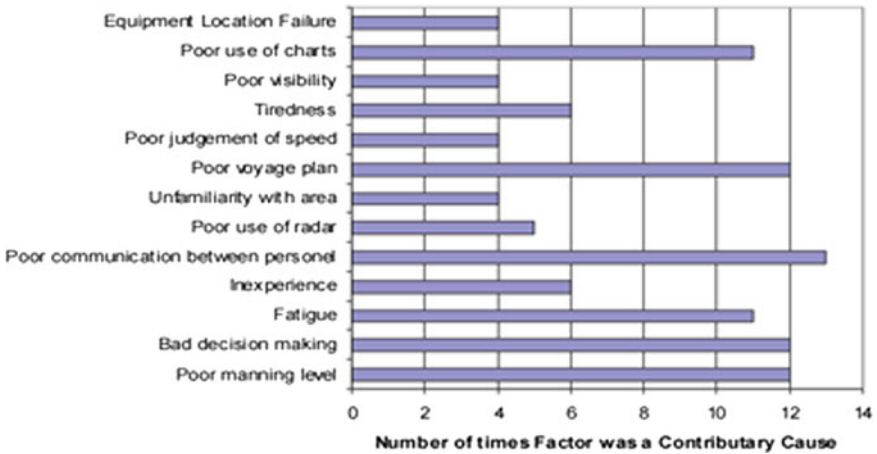 Equipment Location Failure
Poor use of charts
Poor visibility
Tiredness
Poor judgement of speed
Poor voyage plan
Unfamiliarity with area
Poor use of radar
Poor communication between personel
Inexperience
Fatigue
Bad decision making
Poor manning level
0 2 4 6 8 10 12 14
Number of times Factor was a Contributary Cause